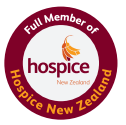 Full Member of
hospice
New Zealand
Hospice New Zealand